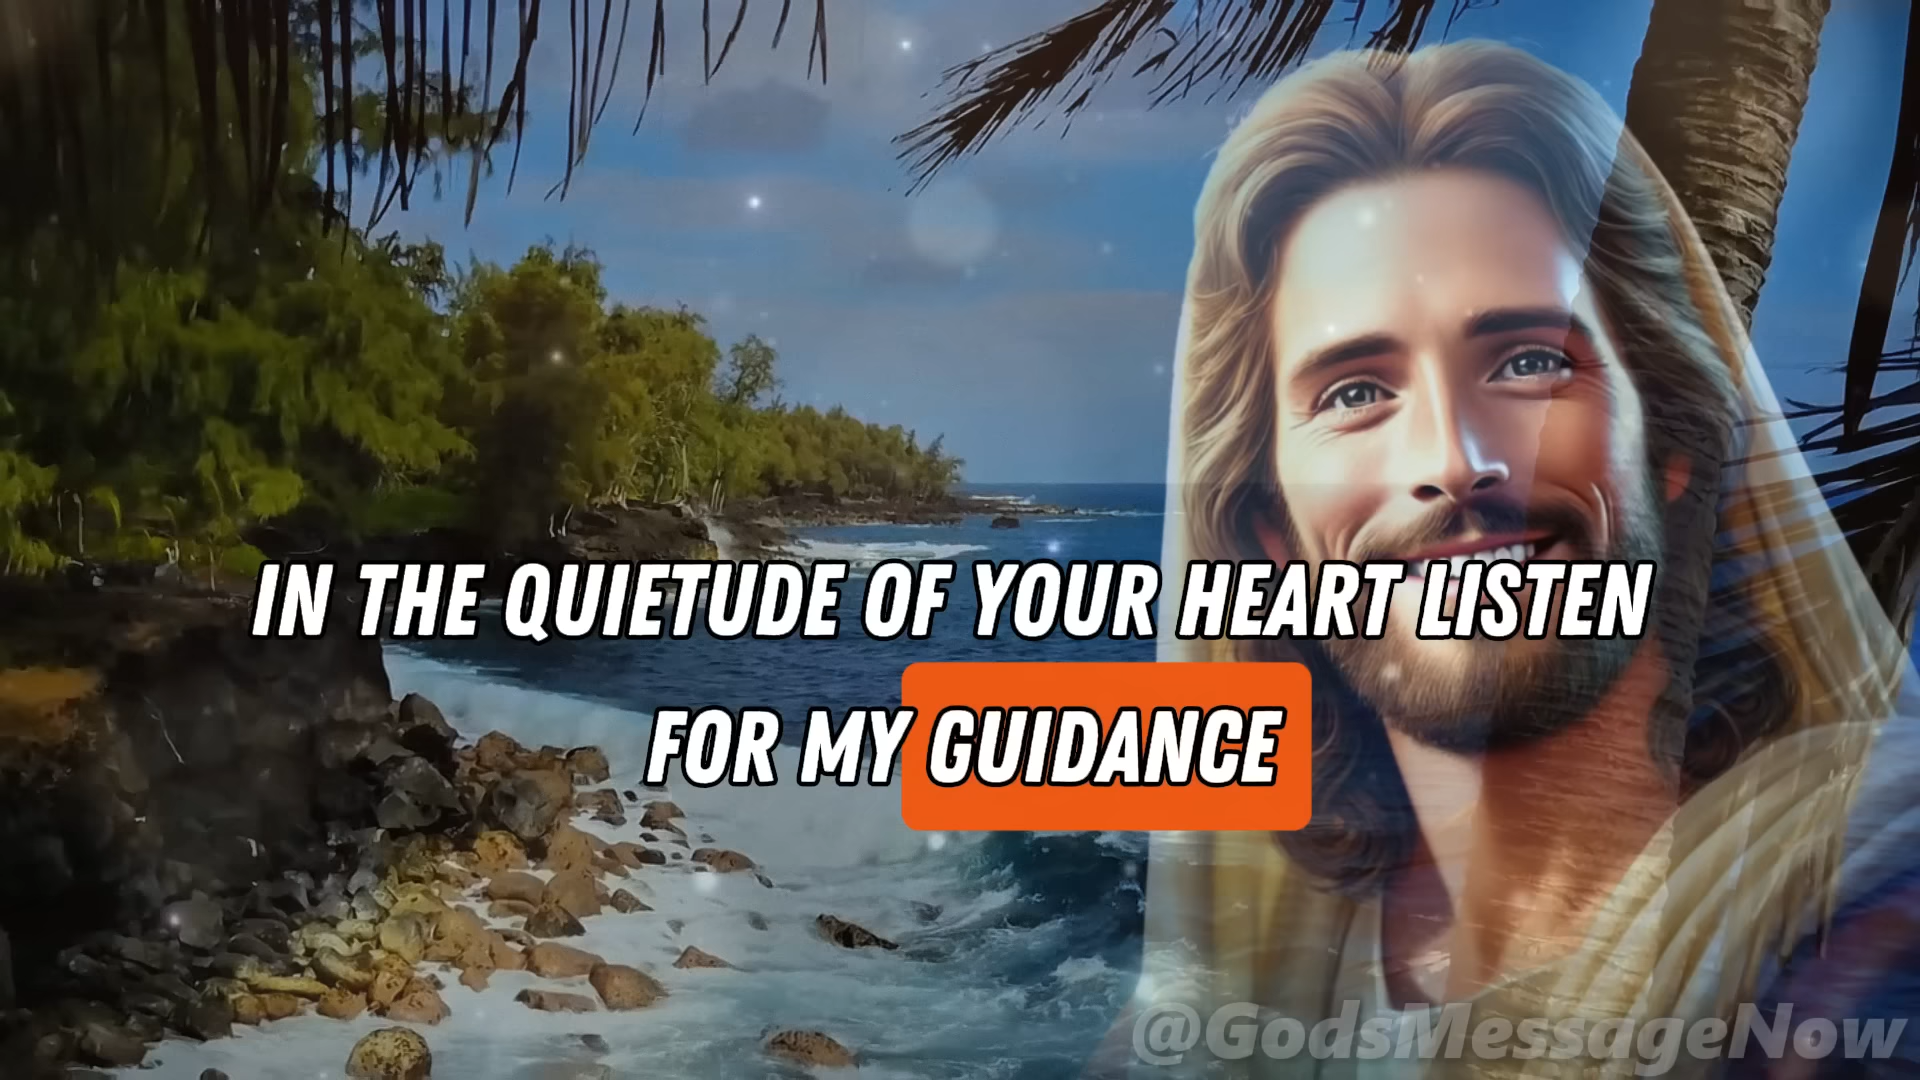 IN THE QUIETUDE OF YOUR HEART LISTEN
FOR MY GUIDANCE
@GodsMessageNow